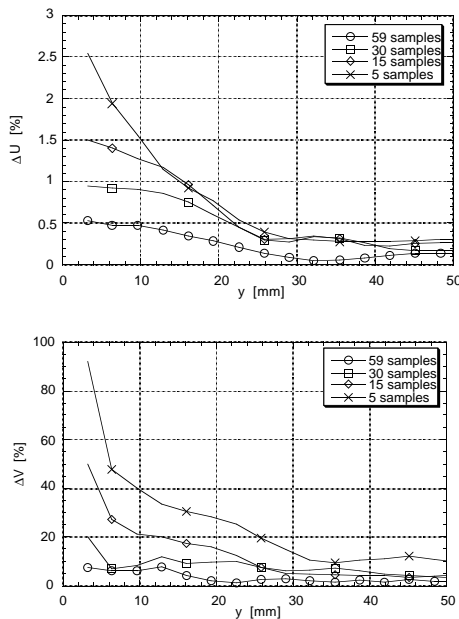 3
2.5
2
1.5
1
0.5
0
ΔU [%]
59 samples
30 samples
15 samples
5 samples
0 10 20 30 40 50
y [mm]
100
80
60
40
20
0
ΔV [%]
59 samples
30 samples
15 samples
5 samples
0 10 20 30 40 50
y [mm]